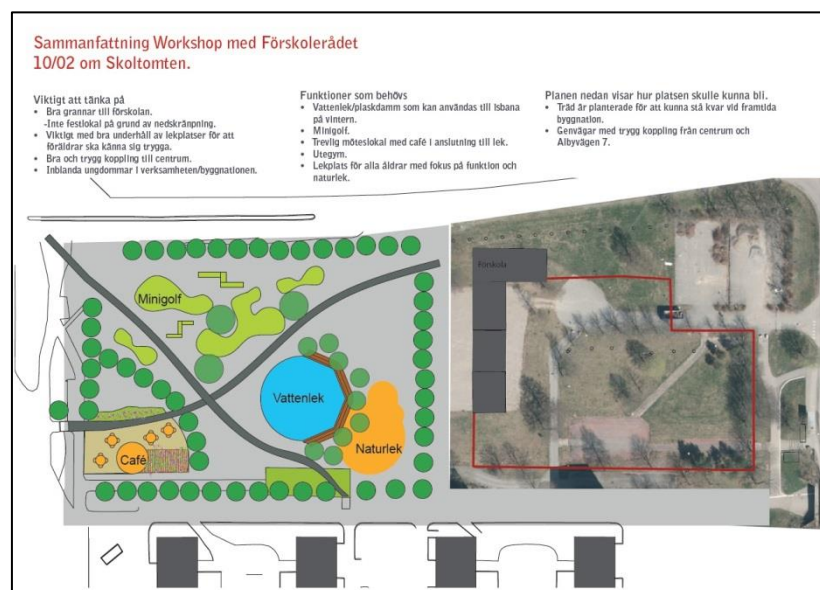 Sammanfattning Workshop med Förskolerådet
10/02 om Skoltomten.
Viktigt att tänka på
• Bra grannar till förskolan.
-Inte festlokal på grund av nedskränpning.
• Viktigt med bra underhåll av lekplatser för att
föräldrar ska känna sig trygga.
• Bra och trygg koppling till centrum.
• Inblanda ungdommar i verksamheten/byggnationen.
Funktioner som behövs
• Vattenlek/plaskdamm som kan användas till Isbana
på vintern.
• Minigolf.
• Trevlig möteslokal med café i anslutning till lek.
• Utegym.
• Lekplats för alla åldrar med fokus på funktion och
naturlek.
Planen nedan visar hur platsen skulle kunna bli.
• Träd är planterade för att kunna stå kvar vid framtida
byggnation.
• Genvägar med trygg koppling från centrum och
Albyvägen 7.
Minigolf
Vattenlek
Naturlek
Café
Förskola